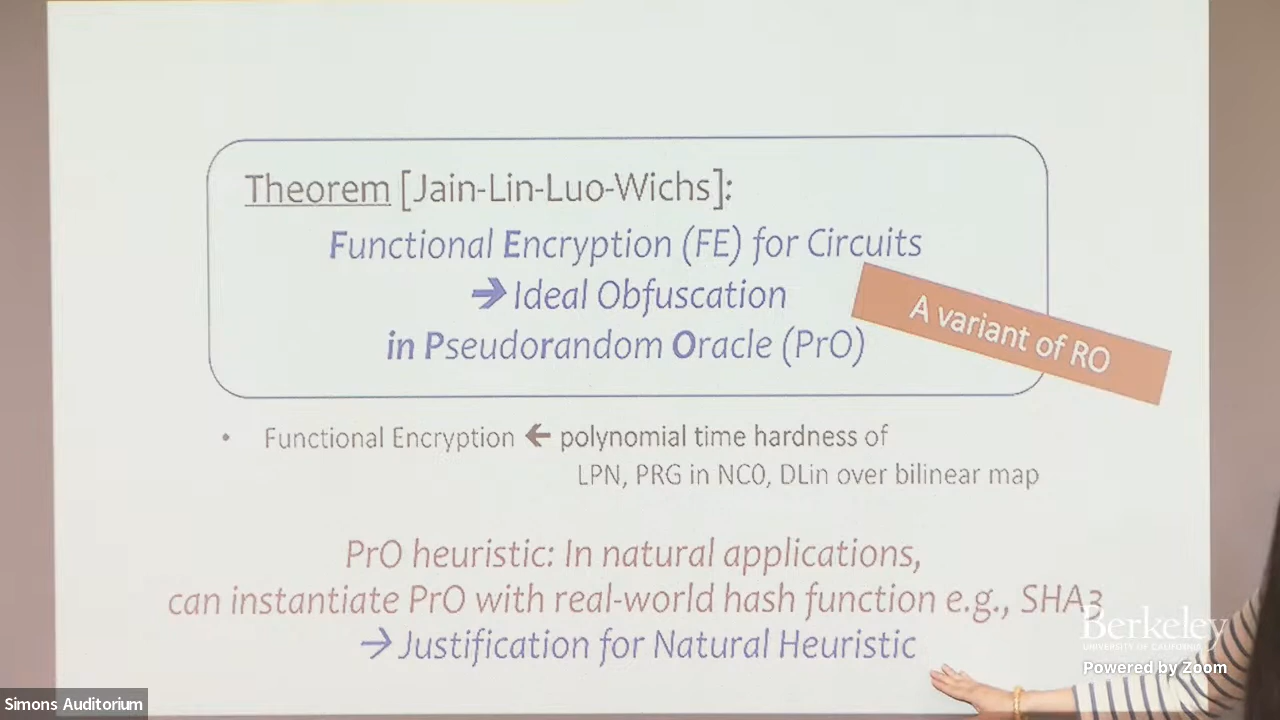 Theorem [Jain-Lin-Luo-Wichs]:
Functional Encryption (FE) for Circuits
➔ Ideal Obfuscation
in Pseudorandom Oracle (PrO)
A variant of RO
• Functional Encryption ← polynomial time hardness of
LPN, PRG in NC0, DLin over bilinear map
PrO heuristic: In natural applications,
can instantiate PrO with real-world hash function e.g., SHA3
→ Justification for Natural Heuristic
Berkeley
UNIVERSITY OF CALIFORNIA
Powered by Zoom
Simons Auditorium